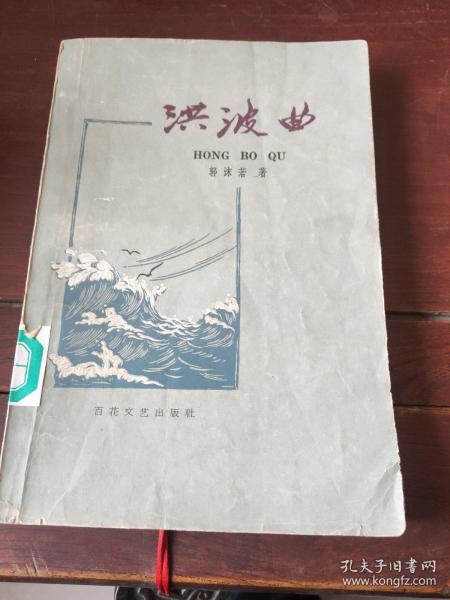 洪波曲
HONG BO QU
郭沫若 著
百花文艺出版社
孔夫子旧书网
www.kongfz.com